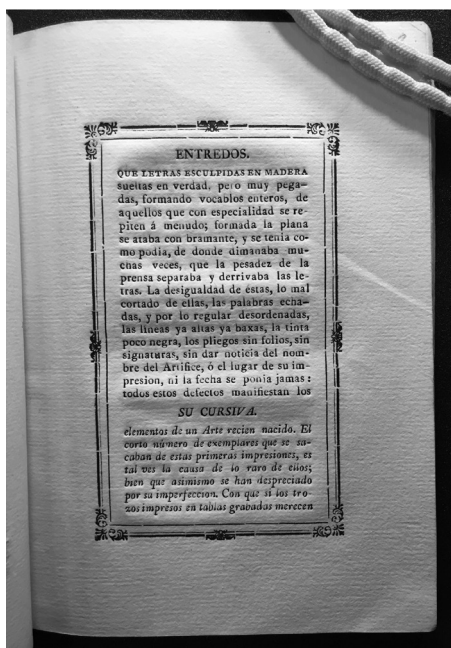 ENTREDOS.
QUE LETRAS ESCULPIDAS EN MADERA
sueltas en verdad, pero muy pega-
das, formando vocablos enteros, de
aquellos que con especialidad se re-
piten á menudo; formada la plana
se ataba con bramante, y se tenia co-
mo podia, de donde dimanaba mu-
chas veces, que la pesadez de la
prensa separaba y derrivaba las le-
tras. La desigualdad de éstas, lo mal
cortado de ellas, las palabras echa-
das, y por lo regular desordenadas,
las líneas ya altas ya baxas, la tinta
poco negra, los pliegos sin folios, sin
signaturas, sin dar noticia del nom-
bre del Artífice, ó el lugar de su im-
presion, ni la fecha se ponia jamas:
todos estos defectos manifiestan los
SU CURSIVA.
elementos de un Arte recien nacido. El
corto número de exemplares que se sa-
caban de estas primeras impresiones, es
tal vez la causa de lo raro de ellos;
bien que asimismo se han despreciado
por su imperfeccion. Con que si los tro-
zos impresos en tablas grabadas merecen